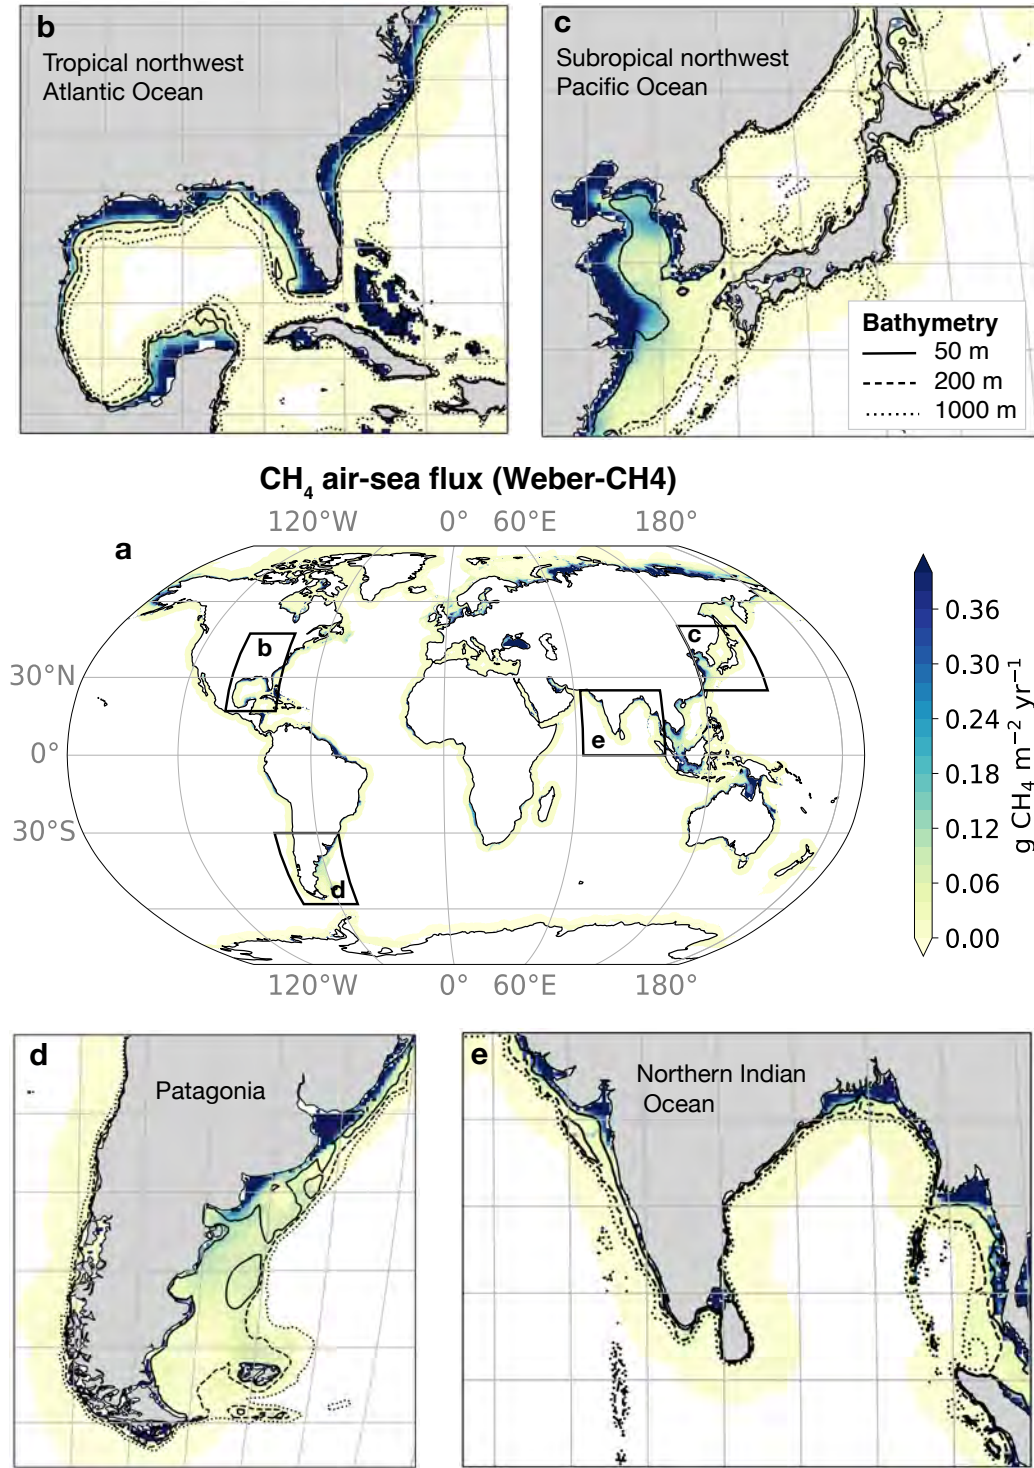 b
Tropical northwest
Atlantic Ocean
c
Subropical northwest
Pacific Ocean
Bathymetry
50 m
200 m
1000 m
CH₄ air-sea flux (Weber-CH4)
120°W 0° 60°E 180°
a
b
c
30°N
e
0°
30°S
d
120°W 0° 60°E 180°
0.36
0.30
0.24
0.18
0.12
0.06
0.00
g CH₄ m⁻² yr⁻¹
d
Patagonia
e
Northern Indian
Ocean